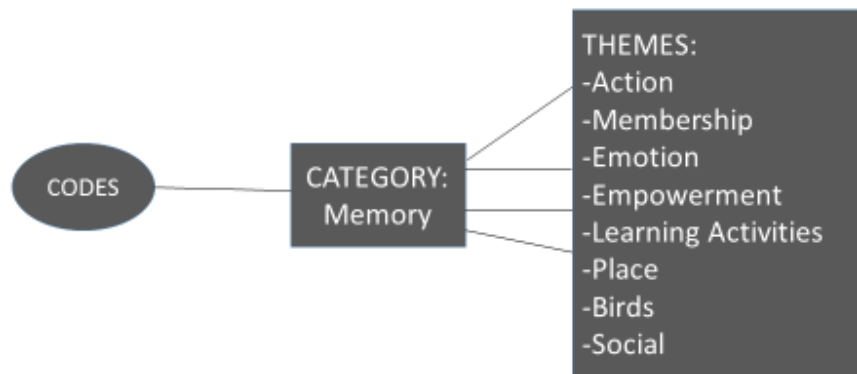 CODES
CATEGORY:
Memory
THEMES:
-Action
-Membership
-Emotion
-Empowerment
-Learning Activities
-Place
-Birds
-Social